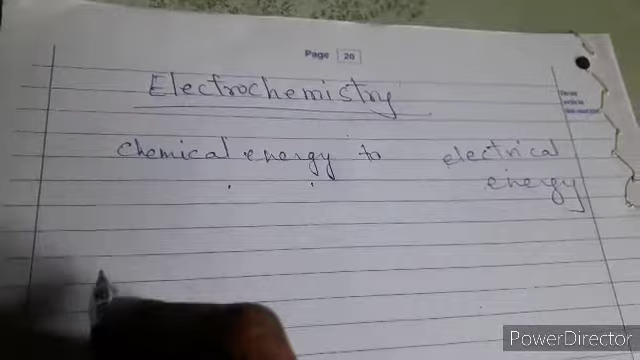 Page 20
Electrochemistry
chemical energy to electrical
energy
PowerDirector